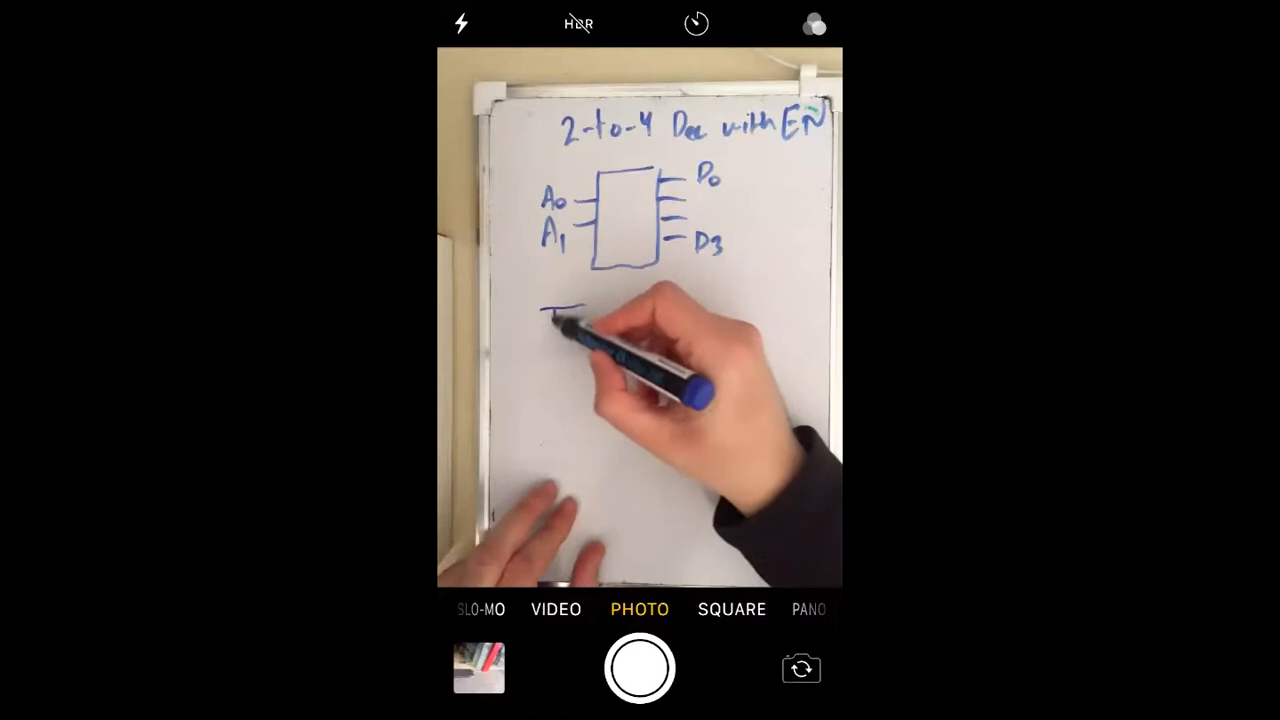 HDR
2-to-4 Dec with EN
A0 D0
A1 D3
SLO-MO VIDEO PHOTO SQUARE PANO